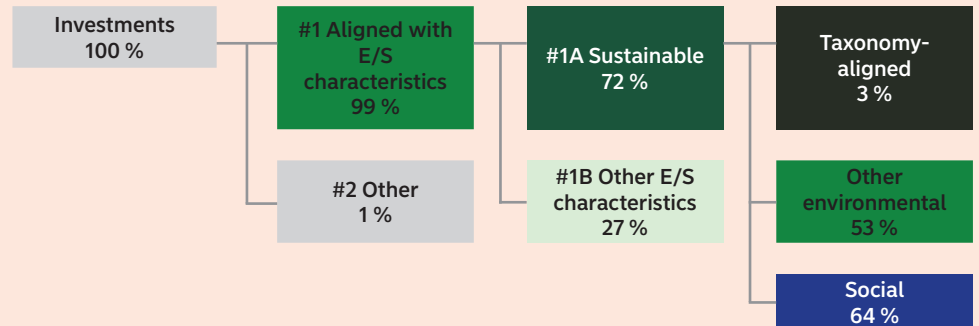 Investments
100 %
#1 Aligned with
E/S
characteristics
99 %
#1A Sustainable
72 %
Taxonomy-
aligned
3 %
#2 Other
1 %
#1B Other E/S
characteristics
27 %
Other
environmental
53 %
Social
64 %